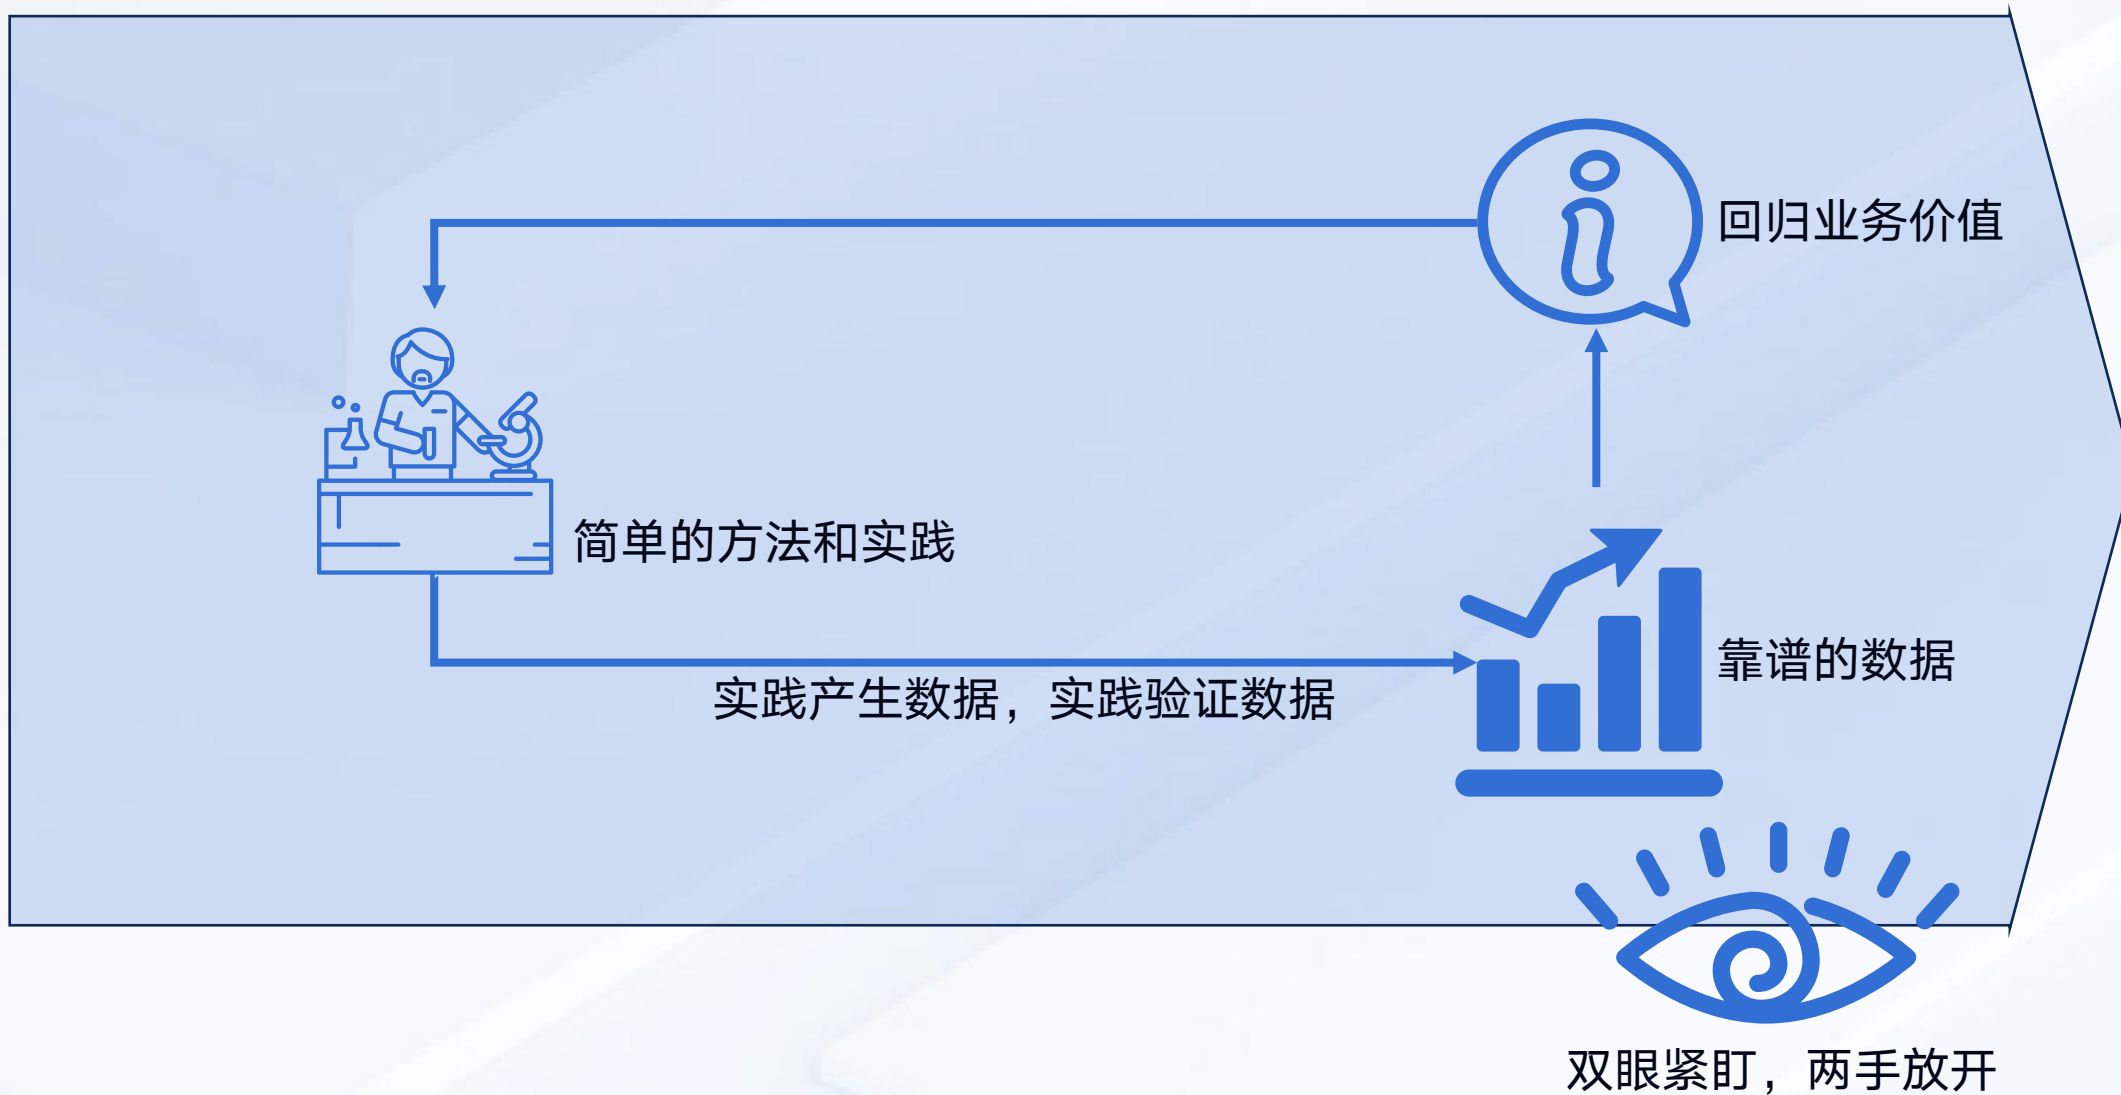 回归业务价值
简单的方法和实践
靠谱的数据
实践产生数据，实践验证数据
双眼紧盯，两手放开